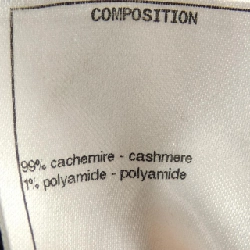 COMPOSITION
99% cachemire - cashmere
1% polyamide - polyamide